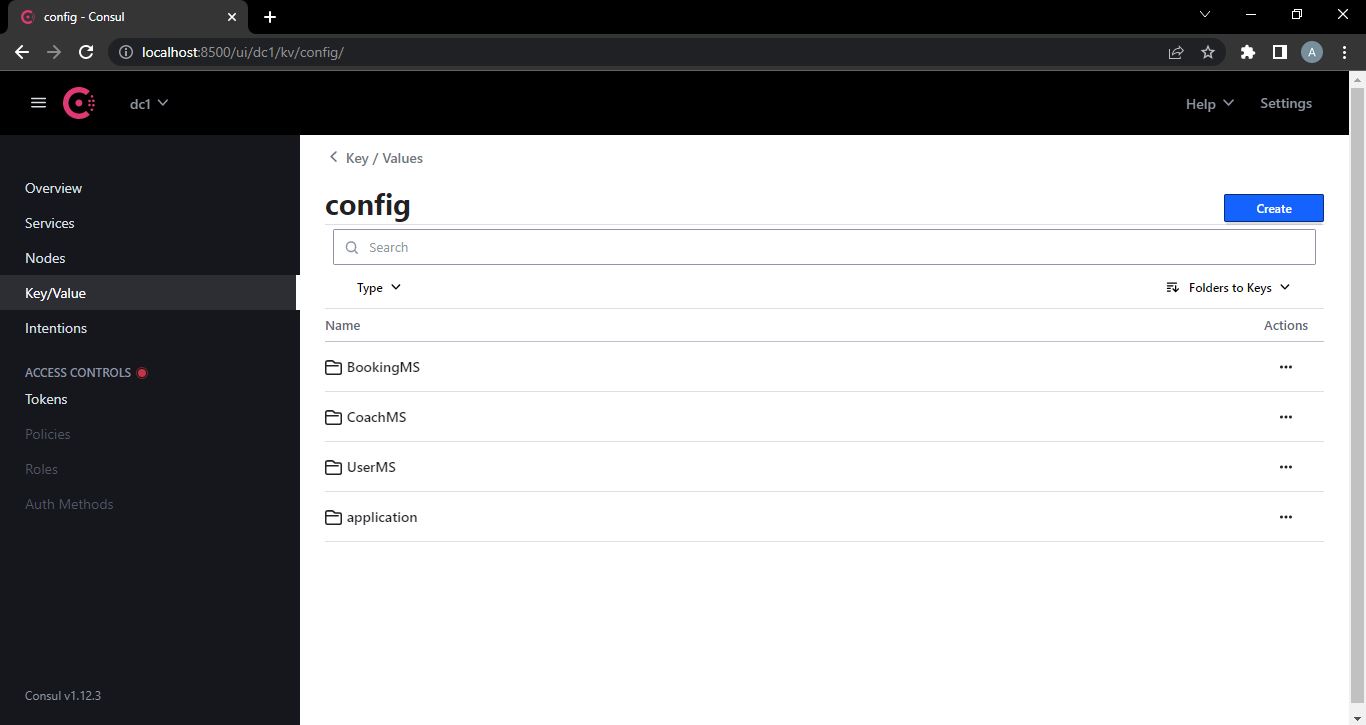 config - Consul
localhost:8500/ui/dc1/kv/config/
A
dc1
Help
Settings
Overview
Services
Nodes
Key/Value
Intentions
ACCESS CONTROLS
Tokens
Policies
Roles
Auth Methods
Consul v1.12.3
Key / Values
config
Create
Search
Type
Folders to Keys
Name Actions
BookingMS
CoachMS
UserMS
application